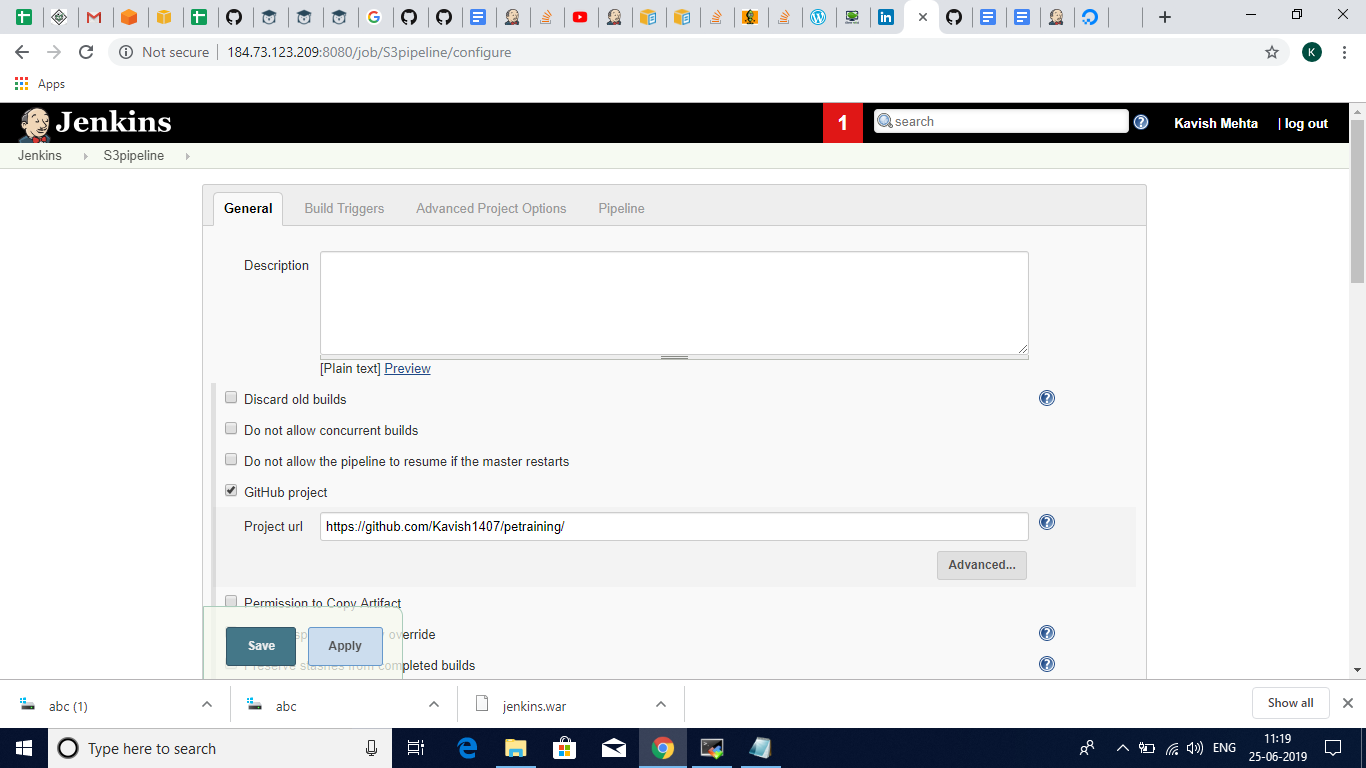 Not secure
184.73.123.209:8080/job/S3pipeline/configure
K
Apps
Jenkins
1
search
Kavish Mehta
| log out
Jenkins
S3pipeline
General
Build Triggers
Advanced Project Options
Pipeline
Description
[Plain text] Preview
Discard old builds
Do not allow concurrent builds
Do not allow the pipeline to resume if the master restarts
GitHub project
Project url
https://github.com/Kavish1407/petraining/
Advanced...
Permission to Copy Artifact
override
Save
Apply
Preserve stashes from completed builds
abc (1)
abc
jenkins.war
Show all
Type here to search
ENG
11:19
25-06-2019